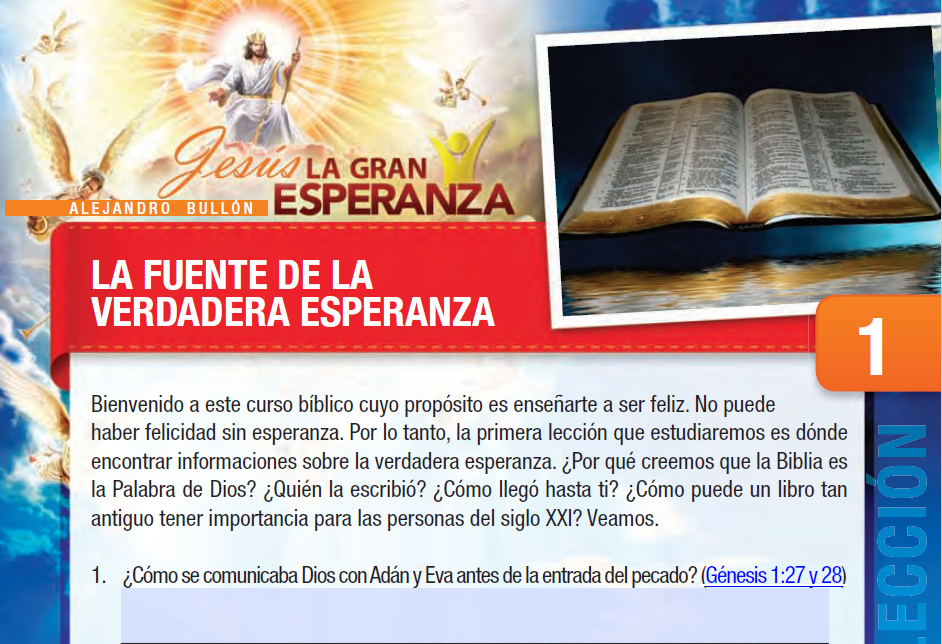 Jesús LA GRAN
ESPERANZA
ALEJANDRO BULLÓN
LA FUENTE DE LA
VERDADERA ESPERANZA
1
LECCIÓN
Bienvenido a este curso bíblico cuyo propósito es enseñarte a ser feliz. No puede
haber felicidad sin esperanza. Por lo tanto, la primera lección que estudiaremos es dónde
encontrar informaciones sobre la verdadera esperanza. ¿Por qué creemos que la Biblia es
la Palabra de Dios? ¿Quién la escribió? ¿Cómo llegó hasta ti? ¿Cómo puede un libro tan
antiguo tener importancia para las personas del siglo XXI? Veamos.
1. ¿Cómo se comunicaba Dios con Adán y Eva antes de la entrada del pecado? (Génesis 1:27 y 28)